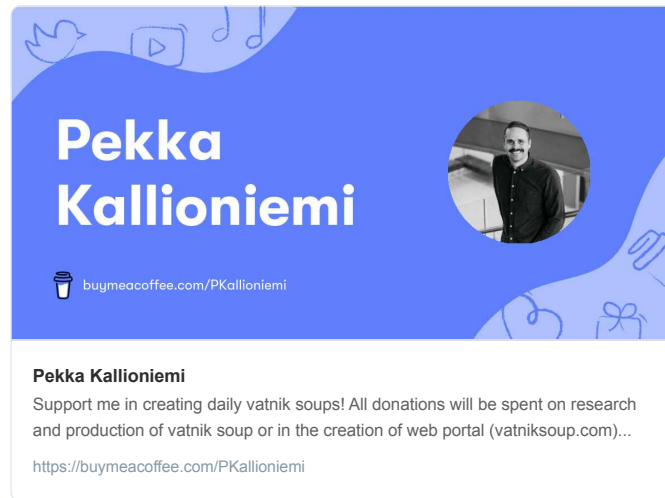 Pekka
Kallioniemi
buymeacoffee.com/PKallioniemi
Pekka Kallioniemi
Support me in creating daily vatnik soups! All donations will be spent on research
and production of vatnik soup or in the creation of web portal (vatniksoup.com)...
https://buymeacoffee.com/PKallioniemi